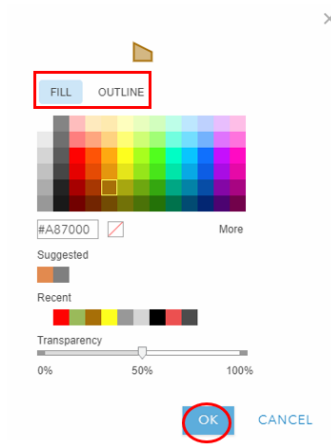 FILL OUTLINE
#A87000 More
Suggested
Recent
Transparency
0% 50% 100%
OK CANCEL